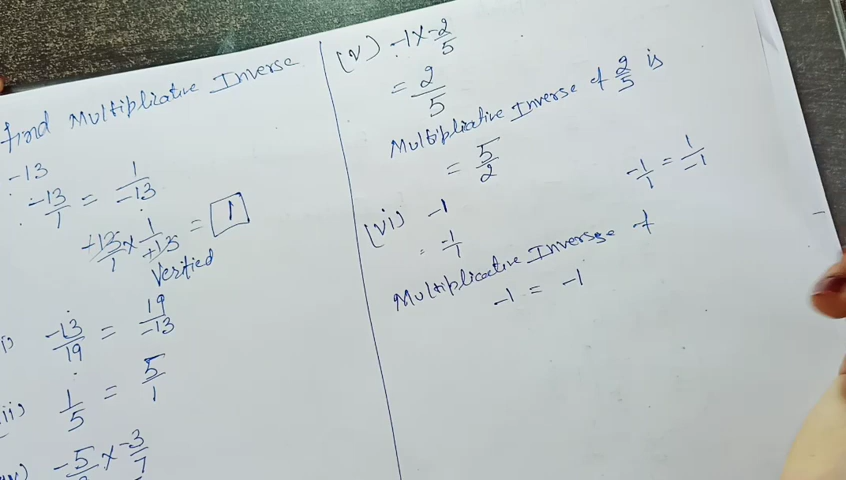 Find Multiplicative Inverse
-13
-13/1 = 1/-13
-13/1 × 1/-13 = 1
Verified
-13/19 = 19/-13
1/5 = 5/1
-5/ × -3/7
(v) -1 × -2/5
= 2/5
Multiplicative Inverse of 2/5 is
= 5/2
(vi) -1
= -1/1
-1/1 = 1/-1
Multiplicative Inversse of
-1 = -1